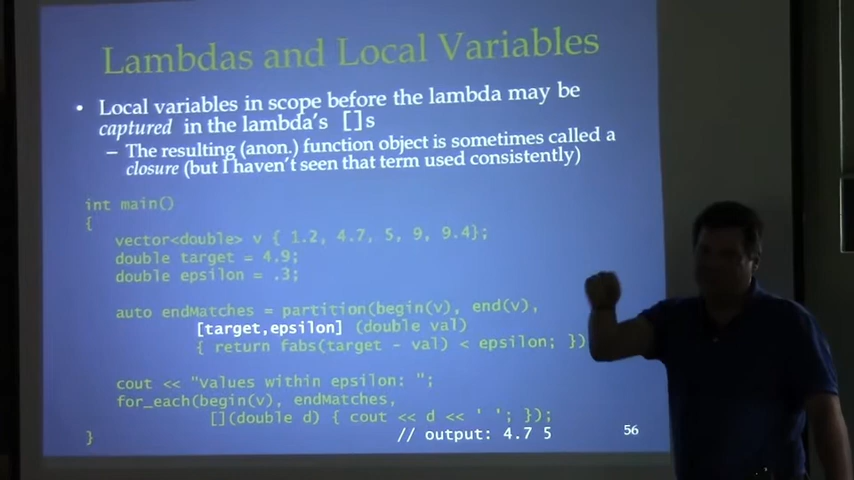 Lambdas and Local Variables
• Local variables in scope before the lambda may be
captured in the lambda's []s
– The resulting (anon.) function object is sometimes called a
closure (but I haven't seen that term used consistently)
int main()
{
vector<double> v { 1.2, 4.7, 5, 9, 9.4};
double target = 4.9;
double epsilon = .3;
auto endMatches = partition(begin(v), end(v),
[target,epsilon] (double val)
{ return fabs(target - val) < epsilon; })
cout << "Values within epsilon: ";
for_each(begin(v), endMatches,
[](double d) { cout << d << ' '; });
// output: 4.7 5
}
56